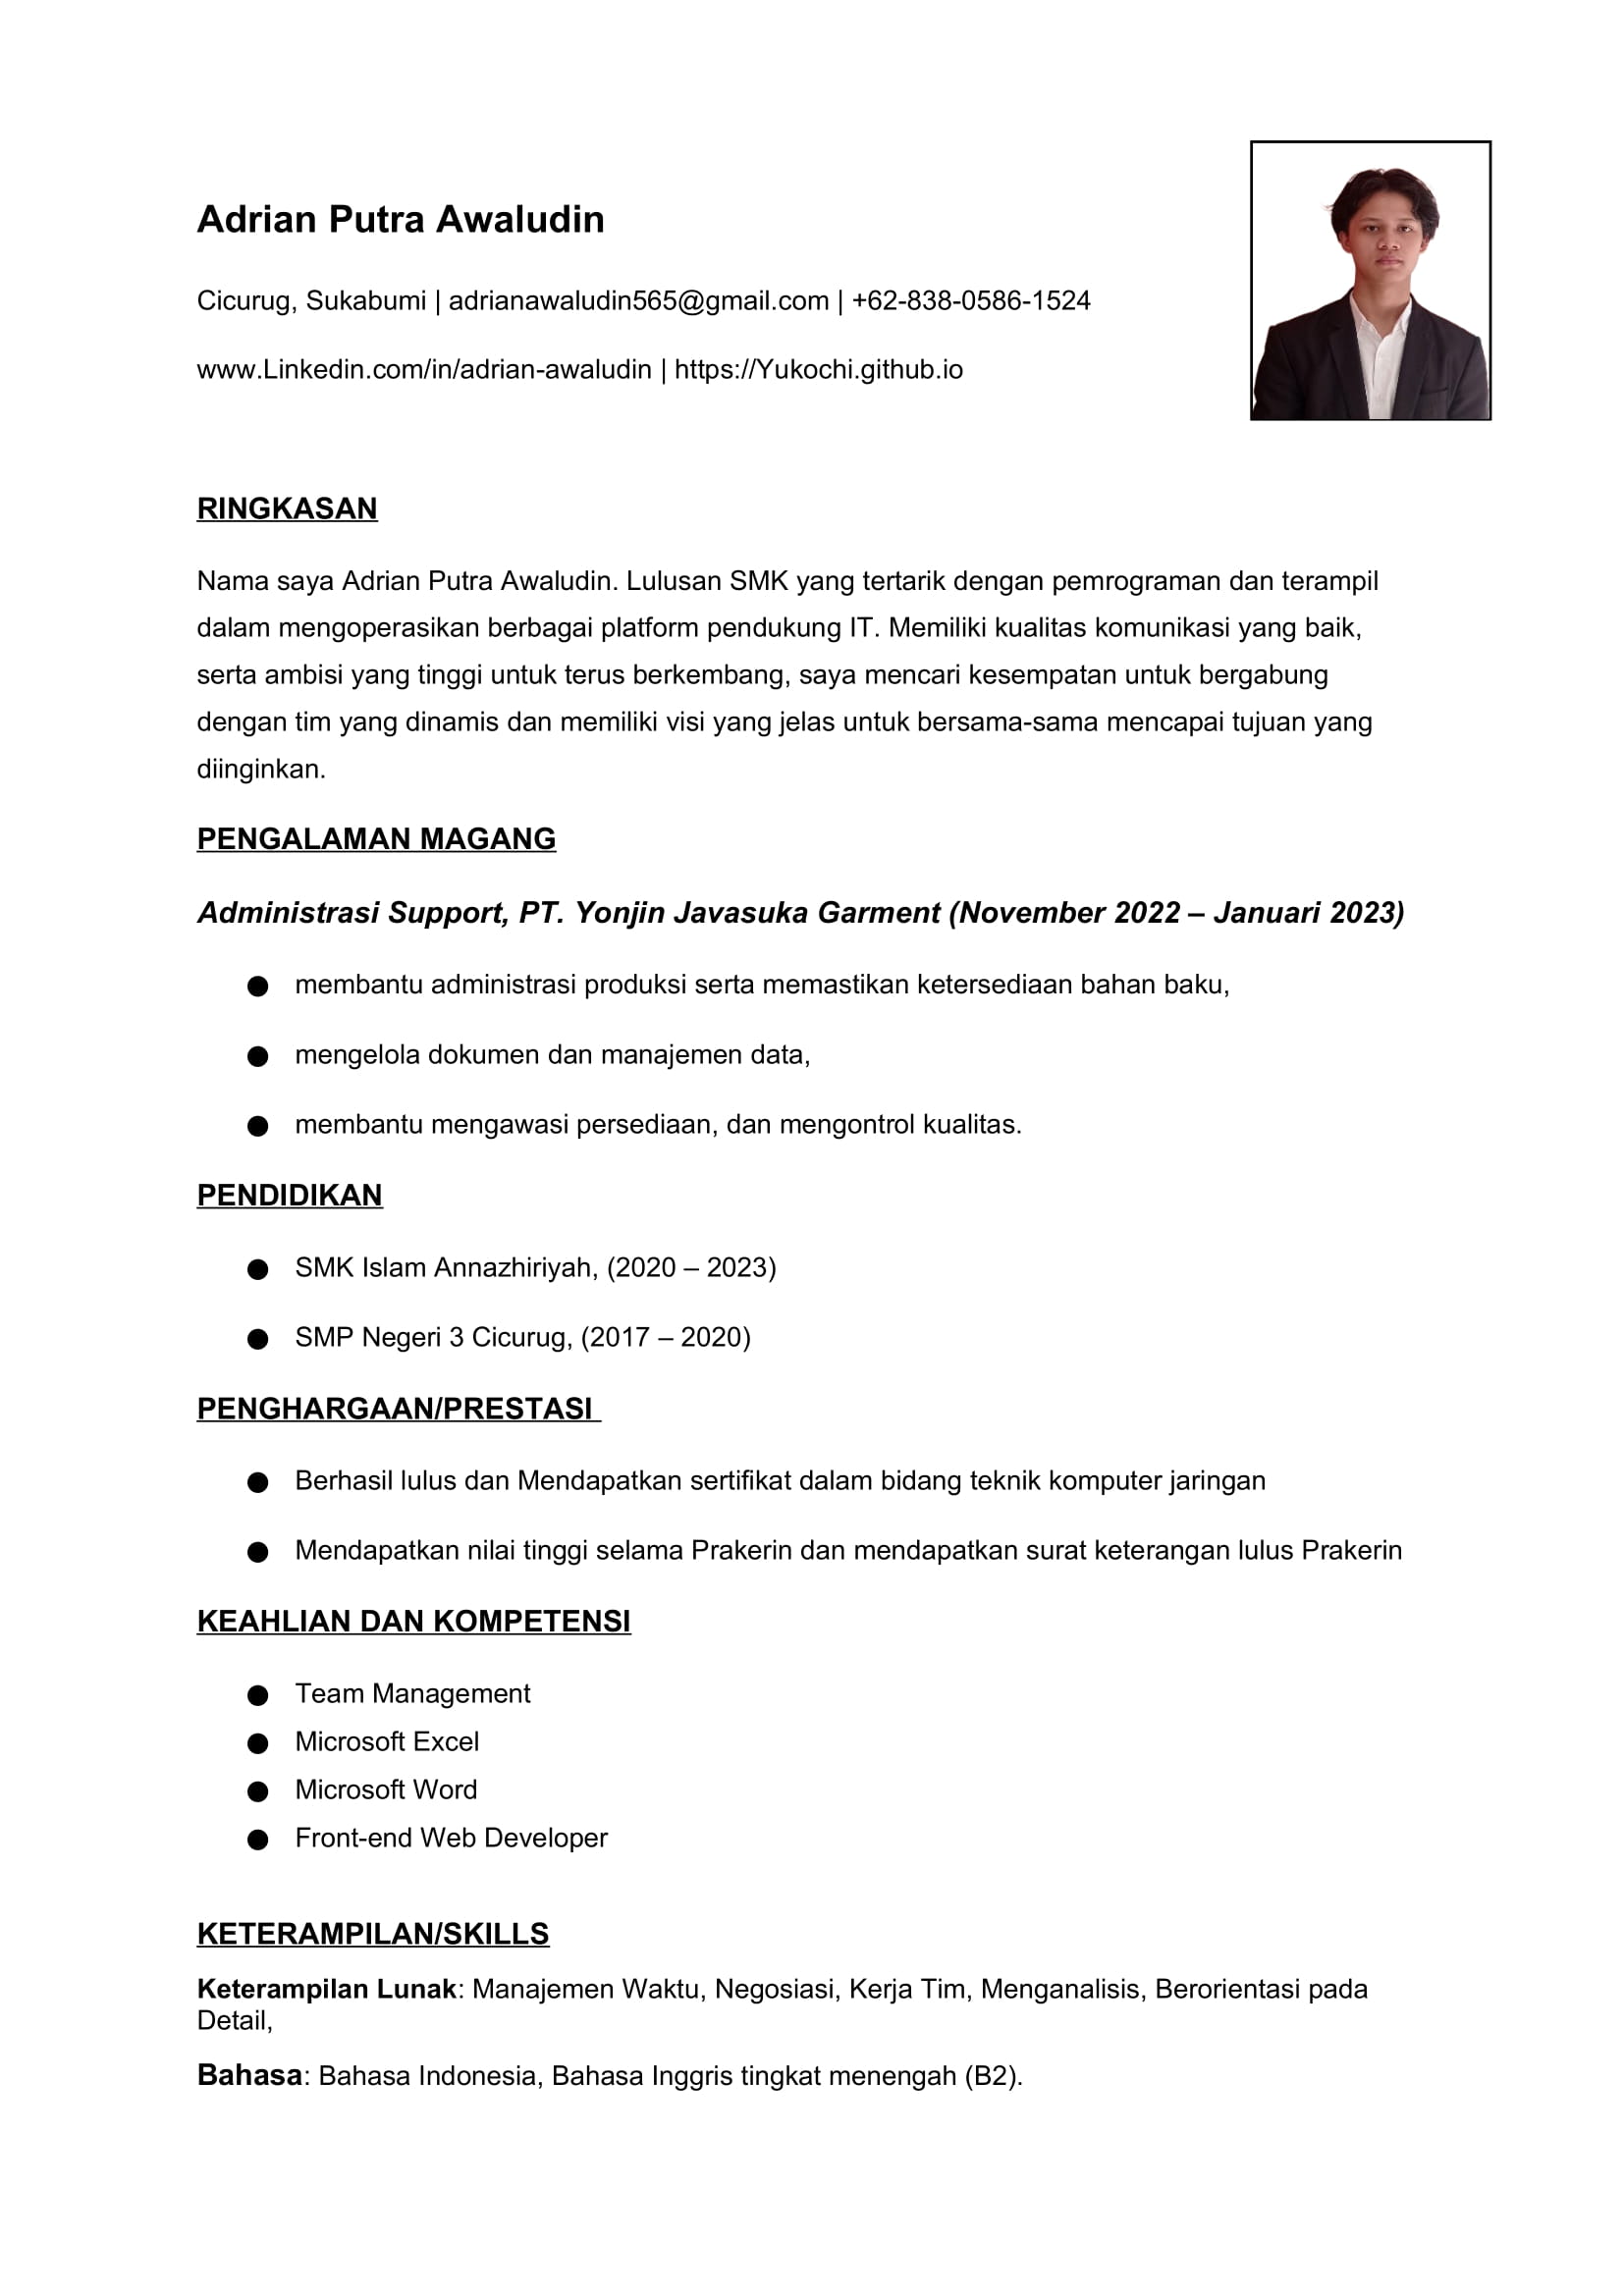 Adrian Putra Awaludin
Cicurug, Sukabumi | adrianawaludin565@gmail.com | +62-838-0586-1524
www.Linkedin.com/in/adrian-awaludin | https://Yukochi.github.io
RINGKASAN
Nama saya Adrian Putra Awaludin. Lulusan SMK yang tertarik dengan pemrograman dan terampil
dalam mengoperasikan berbagai platform pendukung IT. Memiliki kualitas komunikasi yang baik,
serta ambisi yang tinggi untuk terus berkembang, saya mencari kesempatan untuk bergabung
dengan tim yang dinamis dan memiliki visi yang jelas untuk bersama-sama mencapai tujuan yang
diinginkan.
PENGALAMAN MAGANG
Administrasi Support, PT. Yonjin Javasuka Garment (November 2022 – Januari 2023)
● membantu administrasi produksi serta memastikan ketersediaan bahan baku,
● mengelola dokumen dan manajemen data,
● membantu mengawasi persediaan, dan mengontrol kualitas.
PENDIDIKAN
● SMK Islam Annazhiriyah, (2020 – 2023)
● SMP Negeri 3 Cicurug, (2017 – 2020)
PENGHARGAAN/PRESTASI
● Berhasil lulus dan Mendapatkan sertifikat dalam bidang teknik komputer jaringan
● Mendapatkan nilai tinggi selama Prakerin dan mendapatkan surat keterangan lulus Prakerin
KEAHLIAN DAN KOMPETENSI
● Team Management
● Microsoft Excel
● Microsoft Word
● Front-end Web Developer
KETERAMPILAN/SKILLS
Keterampilan Lunak: Manajemen Waktu, Negosiasi, Kerja Tim, Menganalisis, Berorientasi pada
Detail,
Bahasa: Bahasa Indonesia, Bahasa Inggris tingkat menengah (B2).